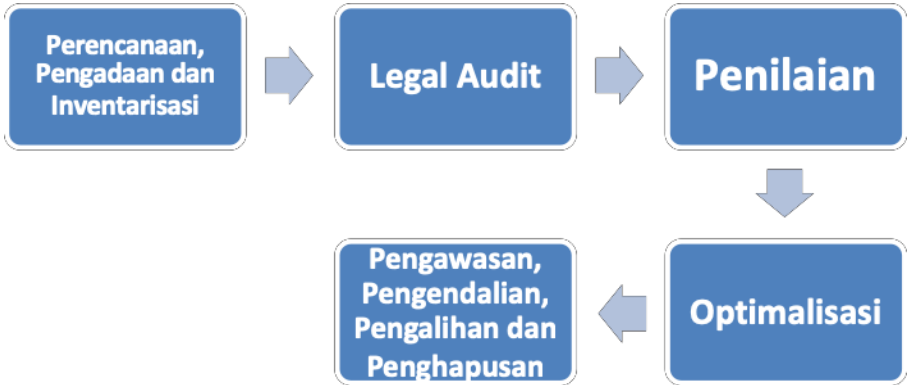 Perencanaan,
Pengadaan dan
Inventarisasi
Legal Audit
Penilaian
Optimalisasi
Pengawasan,
Pengendalian,
Pengalihan dan
Penghapusan